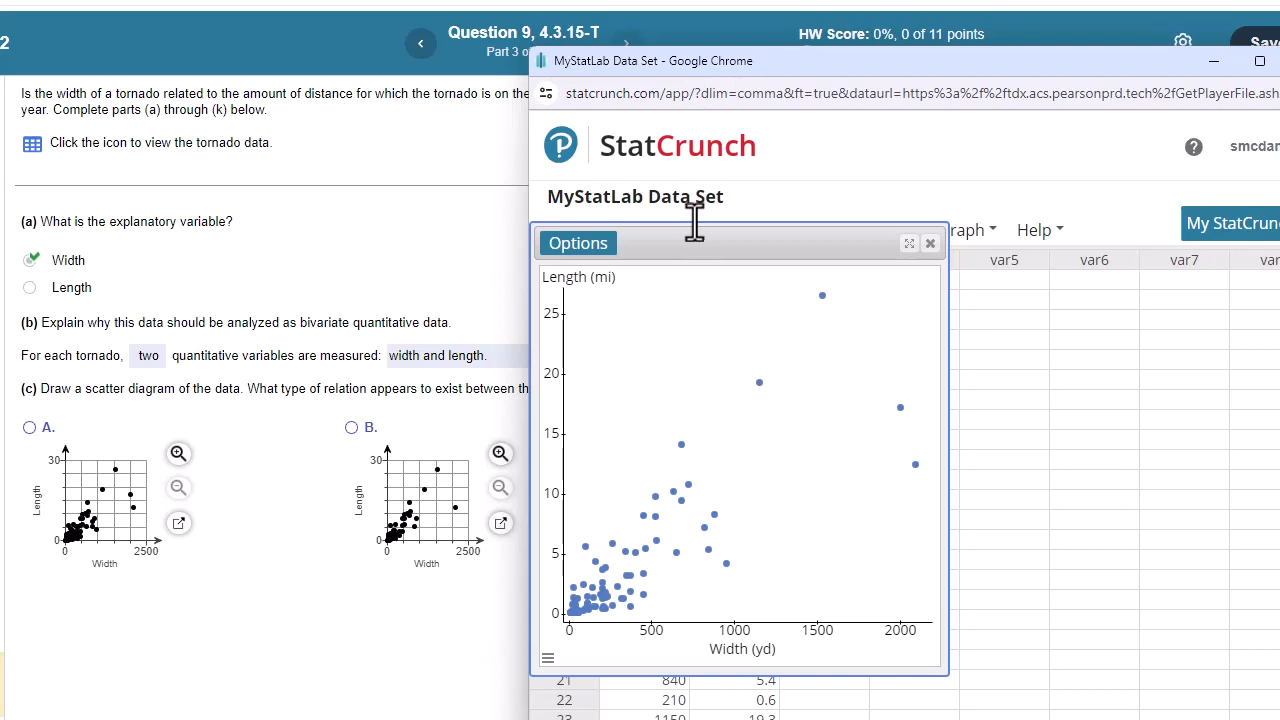 2
Question 9, 4.3.15-T
Part 3 o
HW Score: 0%, 0 of 11 points
Save
MyStatLab Data Set - Google Chrome
statcrunch.com/app/?dlim=comma&ft=true&dataurl=https%3a%2f%2ftdx.acs.pearsonprd.tech%2fGetPlayerFile.ash
Is the width of a tornado related to the amount of distance for which the tornado is on the
year. Complete parts (a) through (k) below.
Click the icon to view the tornado data.
StatCrunch
smcdan
MyStatLab Data Set
(a) What is the explanatory variable?
Width
Length
(b) Explain why this data should be analyzed as bivariate quantitative data.
For each tornado, two quantitative variables are measured: width and length.
(c) Draw a scatter diagram of the data. What type of relation appears to exist between th
A.
30
0
Length
0
2500
Width
B.
30
0
Length
0
2500
Width
raph
Help
My StatCrun
Options
var5
var6
var7
var
Length (mi)
25
20
15
10
5
0
0
500
1000
1500
2000
Width (yd)
21 840 5.4
22 210 0.6
23 1150 19.3